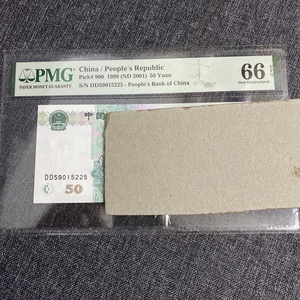 PMG
PAPER MONEY GUARANTY
China / People's Republic
Pick# 900 1999 (ND 2001) 50 Yuan
S/N DD59015225 - People's Bank of China
66
Gem Uncirculated
中
DD59015225
50